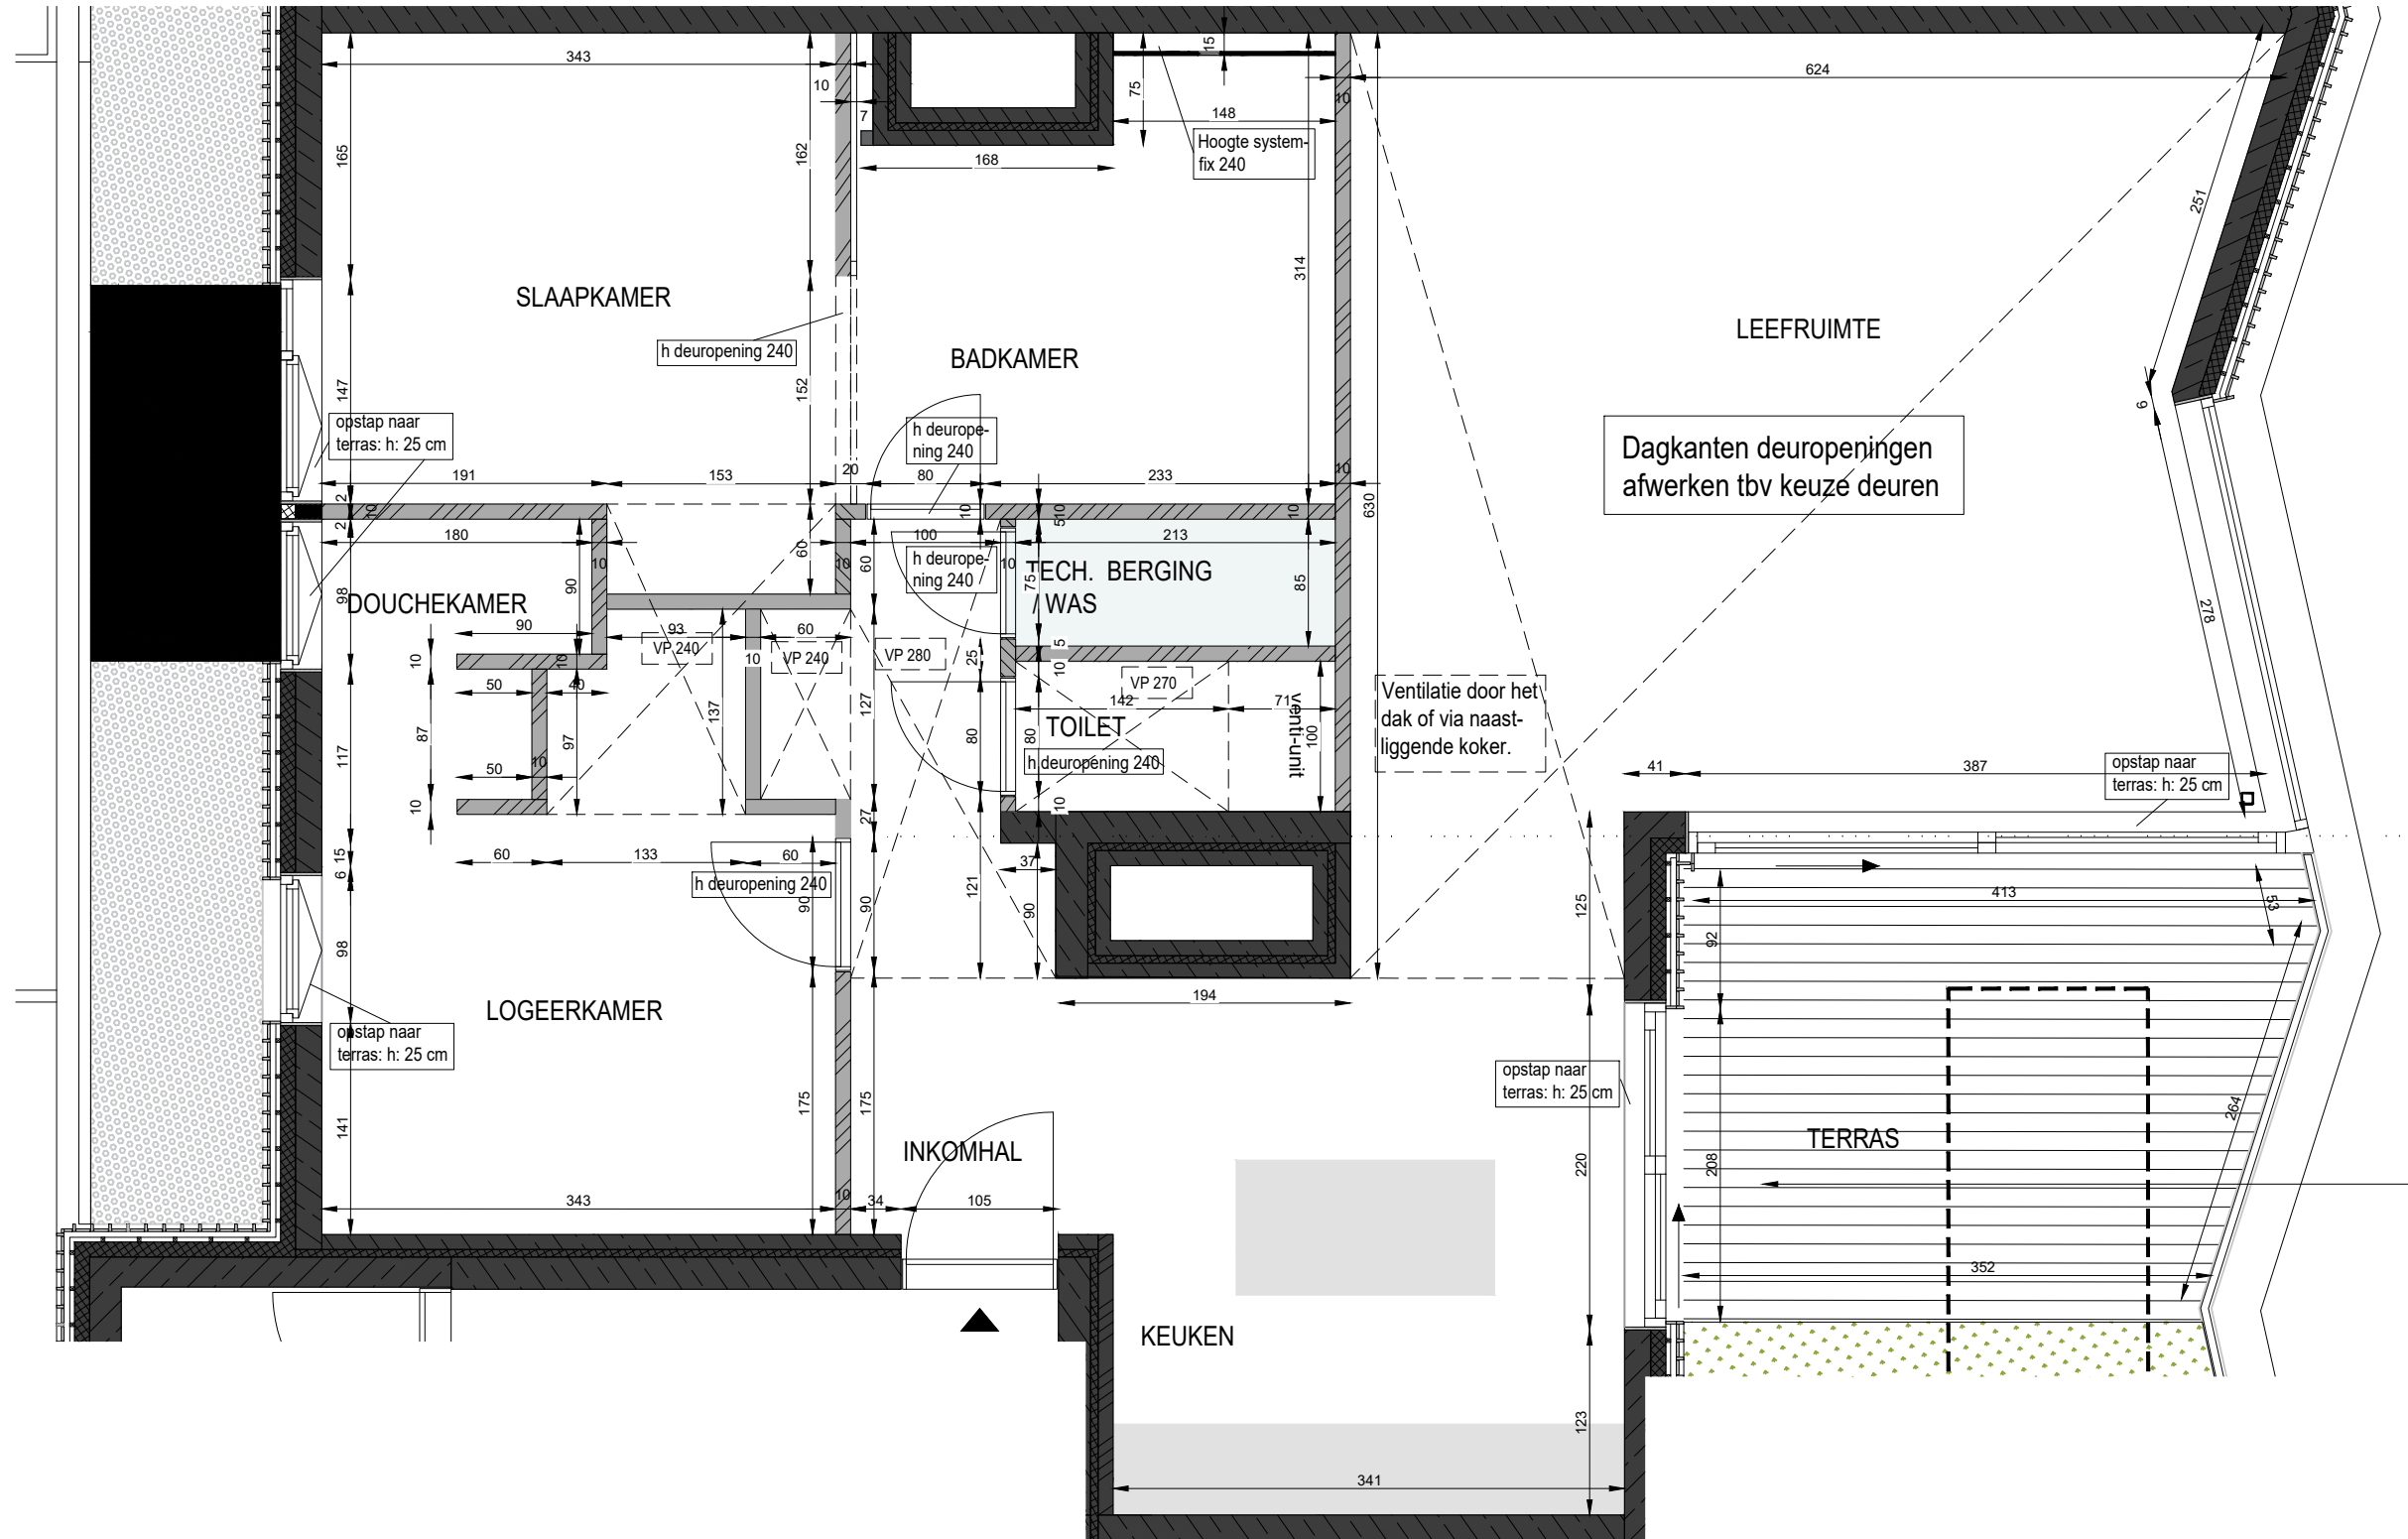 15
343
624
10
75
10
7
148
Hoogte system-
fix 240
165
162
168
251
314
SLAAPKAMER
LEEFRUIMTE
h deuropening 240
BADKAMER
147
152
6
opstap naar
terras: h: 25 cm
h deurope-
ning 240
Dagkanten deuropeningen
afwerken tbv keuze deuren
191
153
20
80
233
10
2
10
10
510
10
630
2
180
60
100
213
10
10
60
h deurope-
ning 240
10
75
85
TECH. BERGING
/ WAS
98
90
DOUCHEKAMER
278
90
93
60
VP 240
10
VP 240
VP 280
5
25
10
10
10
VP 270
50
40
142
71
Ventilatie door het
dak of via naast-
liggende koker.
137
127
TOILET
venti-unit
117
87
97
80
80
100
h.deuropening 240
50
10
41
387
opstap naar
terras: h: 25 cm
10
27
10
15
6
60
133
60
37
h deuropening 240
121
90
90
90
125
413
53
92
98
194
LOGEERKAMER
opstap naar
terras: h: 25 cm
opstap naar
terras: h: 25 cm
175
175
141
INKOMHAL
220
208
TERRAS
264
343
10
34
105
352
KEUKEN
123
341